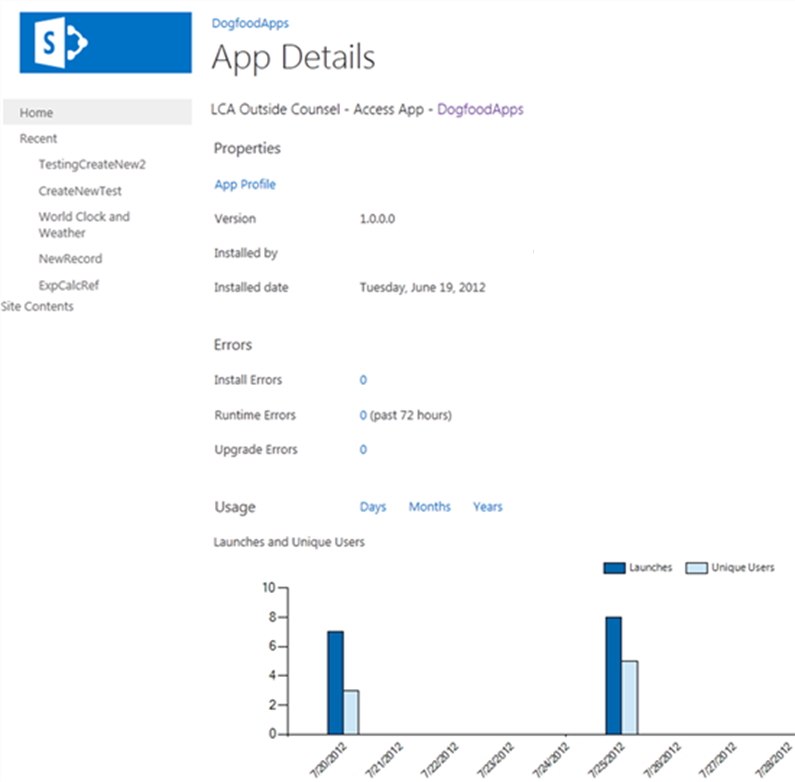 S
DogfoodApps
App Details
Home
Recent
TestingCreateNew2
CreateNewTest
World Clock and
Weather
NewRecord
ExpCalcRef
Site Contents
LCA Outside Counsel - Access App - DogfoodApps
Properties
App Profile
Version 1.0.0.0
Installed by
Installed date Tuesday, June 19, 2012
Errors
Install Errors 0
Runtime Errors 0 (past 72 hours)
Upgrade Errors 0
Usage Days Months Years
Launches and Unique Users
Launches Unique Users
10
8
6
4
2
0
7/20/2012 7/21/2012 7/22/2012 7/23/2012 7/24/2012 7/25/2012 7/26/2012 7/27/2012 7/28/2012